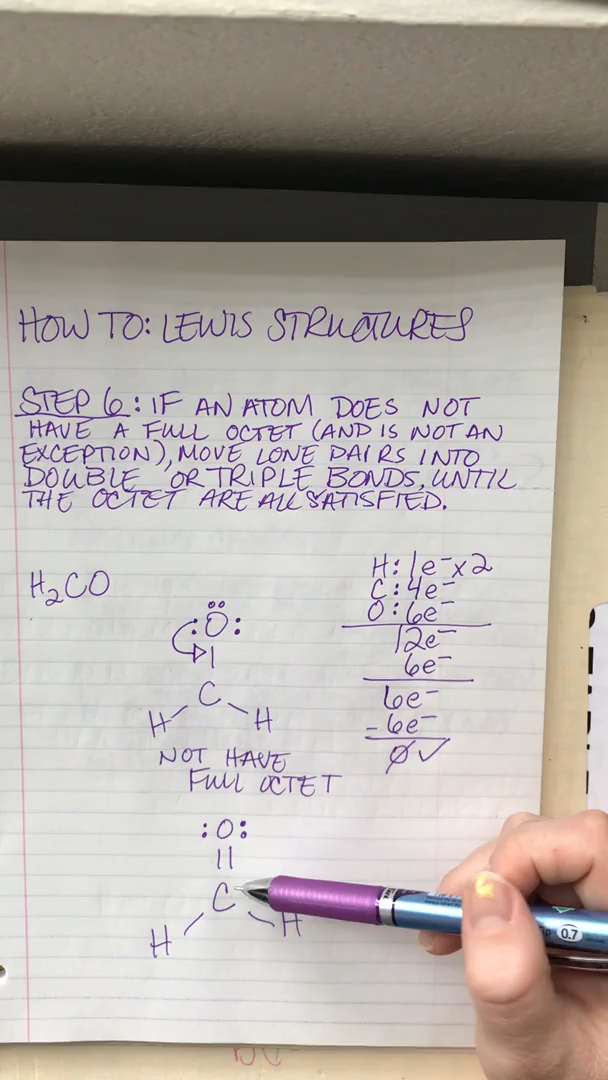 HOW TO: LEWIS STRUCTURES
STEP 6: IF AN ATOM DOES NOT
HAVE A FULL OCTET (AND IS NOT AN
EXCEPTION), MOVE LONE PAIRS INTO
DOUBLE OR TRIPLE BONDS, UNTIL
THE OCTET ARE ALL SATISFIED.
H₂CO
H: 1e⁻ x2
C: 4e⁻
O: 6e⁻
12e⁻
6e⁻
6e⁻
-6e⁻
∅✓
:Ö:
C
H H
NOT HAVE
FULL OCTET
:O:
||
C
H H
0.7